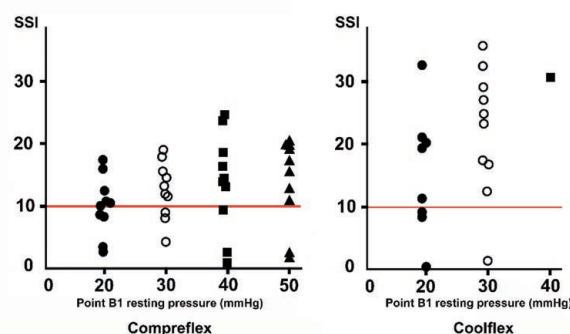 SSI
30
20
10
0
0 20 30 40 50
Point B1 resting pressure (mmHg)
Compreflex
SSI
30
20
10
0
0 20 30 40
Point B1 resting pressure (mmHg)
Coolflex